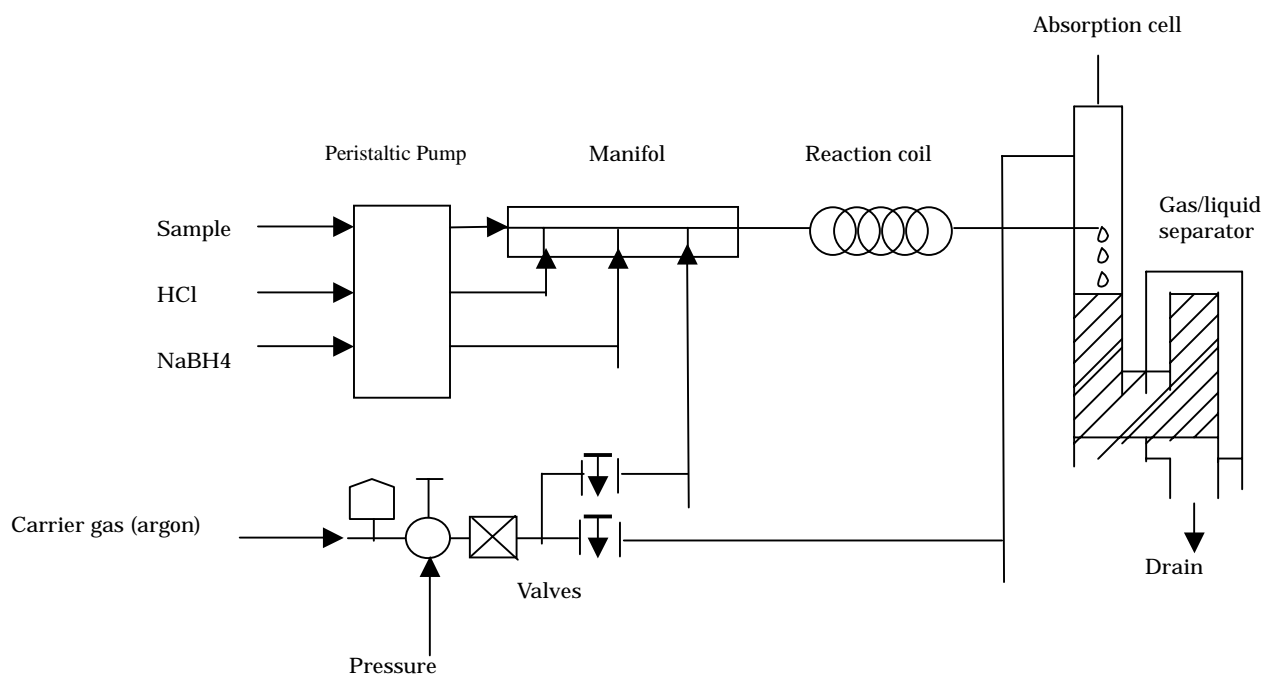 Absorption cell
Peristaltic Pump
Manifol
Reaction coil
Gas/liquid
separator
Sample
HCl
NaBH4
Carrier gas (argon)
Valves
Drain
Pressure